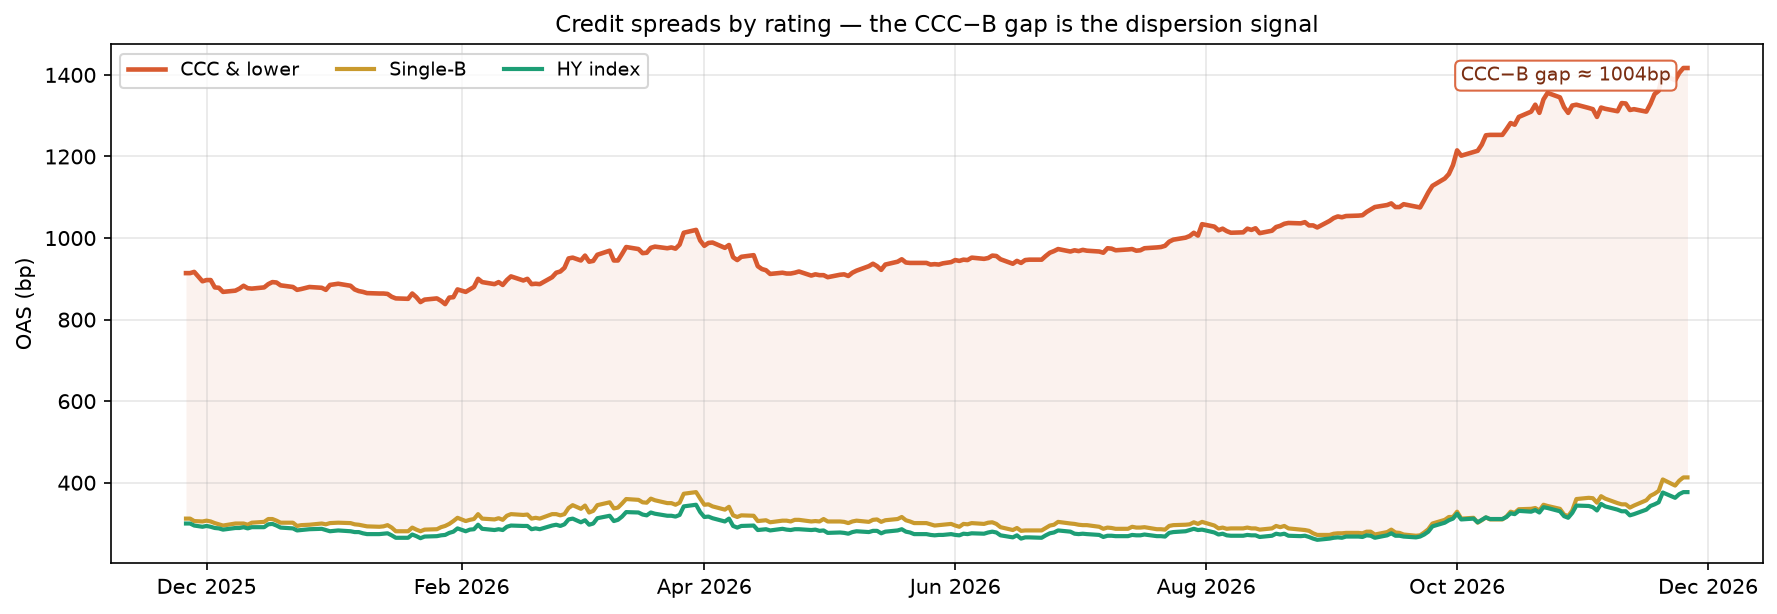 Credit spreads by rating — the CCC−B gap is the dispersion signal
CCC & lower Single-B HY index
CCC−B gap ≈ 1004bp
OAS (bp)
1400
1200
1000
800
600
400
Dec 2025 Feb 2026 Apr 2026 Jun 2026 Aug 2026 Oct 2026 Dec 2026